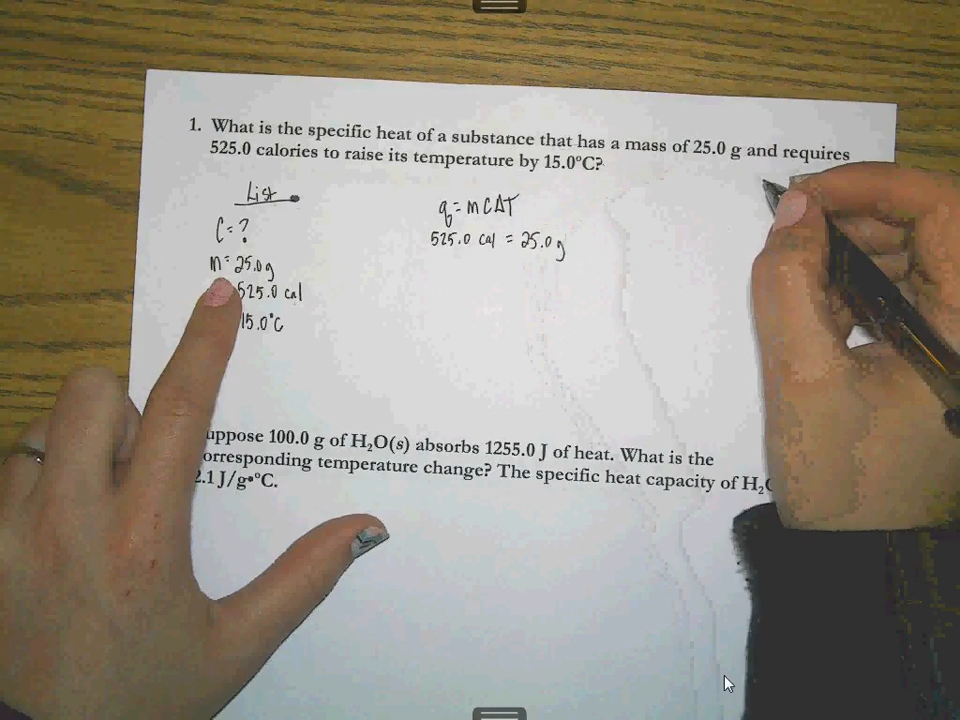 1. What is the specific heat of a substance that has a mass of 25.0 g and requires
525.0 calories to raise its temperature by 15.0°C?
List
C = ?
m = 25.0g
525.0 cal
15.0°C
q = mCΔT
525.0 cal = 25.0g
uppose 100.0 g of H₂O(s) absorbs 1255.0 J of heat. What is the
orresponding temperature change? The specific heat capacity of H₂
2.1 J/g•°C.